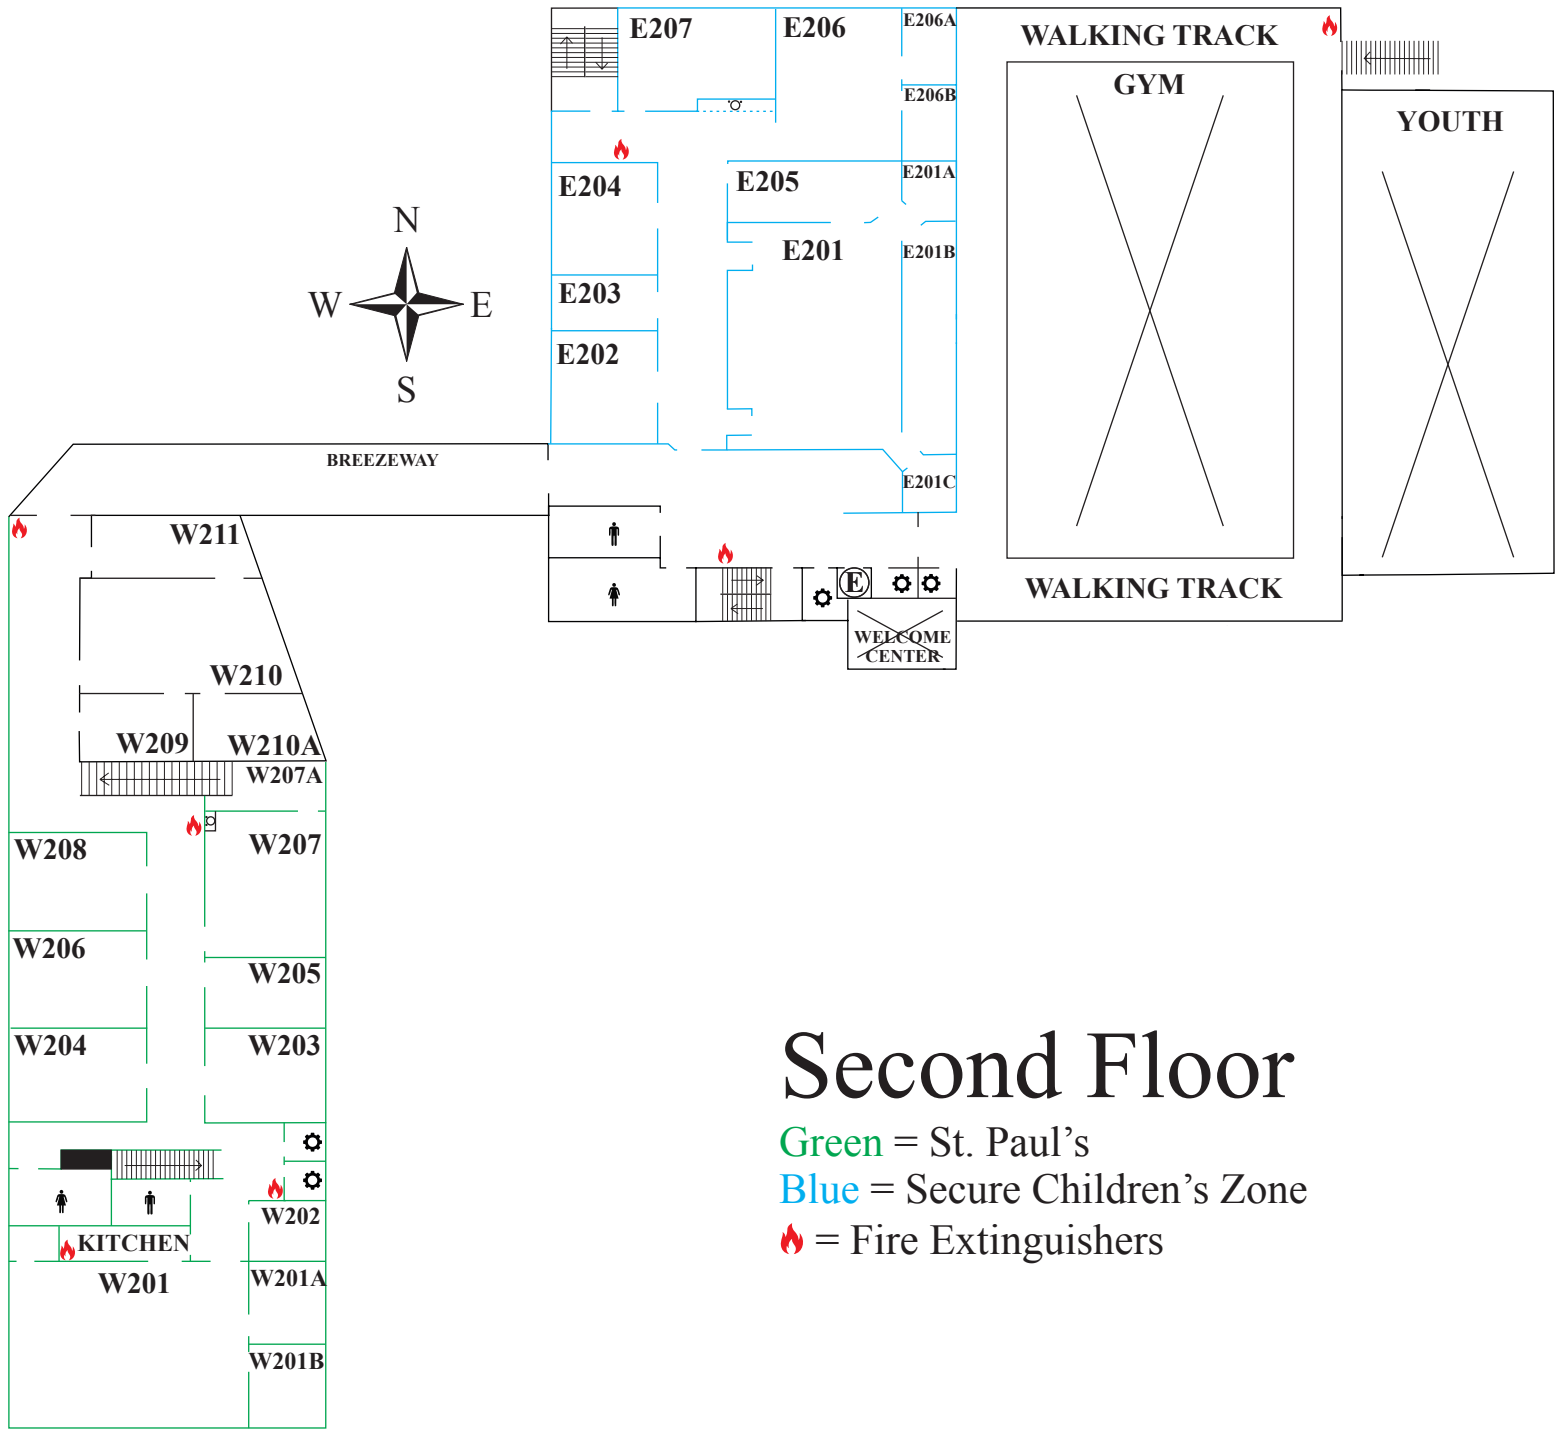 E207
E206
E206A
WALKING TRACK
E206B
GYM
YOUTH
E204
E205
E201A
E201
E201B
E203
E202
E201C
N
W
E
S
BREEZEWAY
W211
E
WALKING TRACK
WELCOME
CENTER
W210
W209
W210A
W207A
W208
W207
W206
W205
W204
W203
W202
KITCHEN
W201
W201A
W201B
Second Floor
Green = St. Paul’s
Blue = Secure Children’s Zone
= Fire Extinguishers